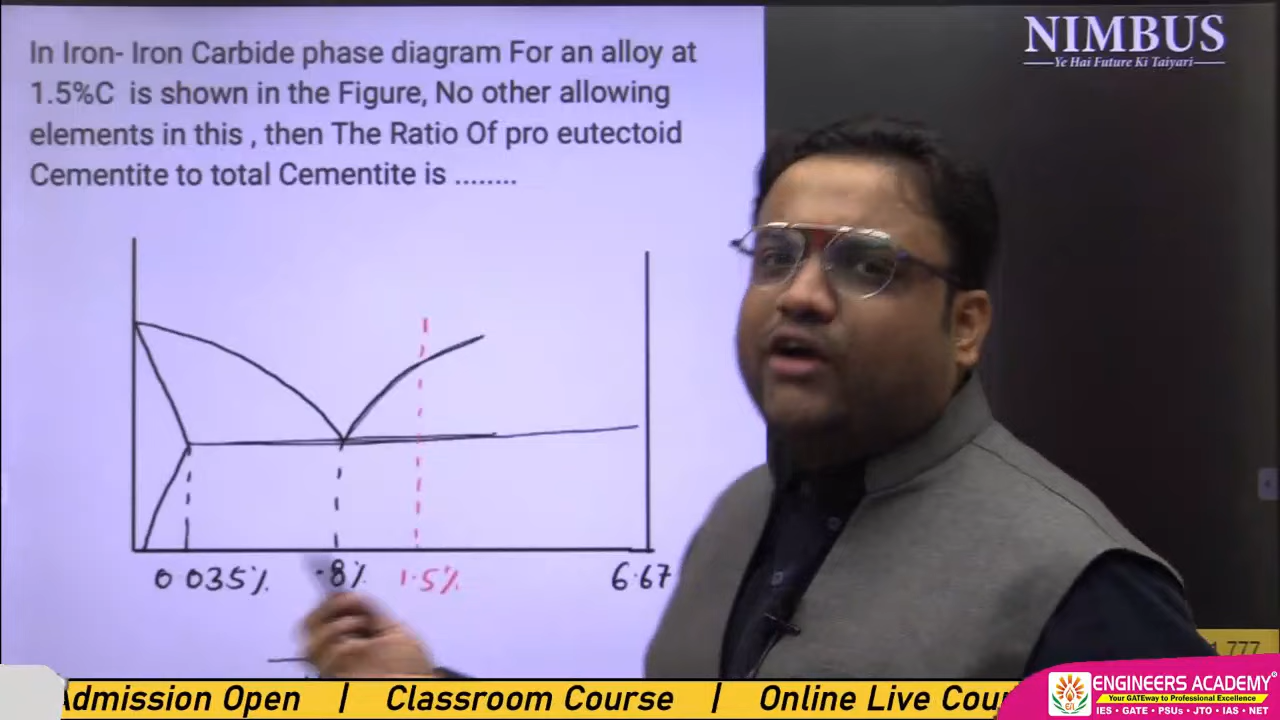 In Iron- Iron Carbide phase diagram For an alloy at
1.5%C is shown in the Figure, No other allowing
elements in this , then The Ratio Of pro eutectoid
Cementite to total Cementite is ........
NIMBUS
Ye Hai Future Ki Taiyari
0.035% .8% 1.5% 6.67
777
Admission Open | Classroom Course | Online Live Cour
ENGINEERS ACADEMY
Your GATEway to Professional Excellence
IES • GATE • PSUs • JTO • IAS • NET